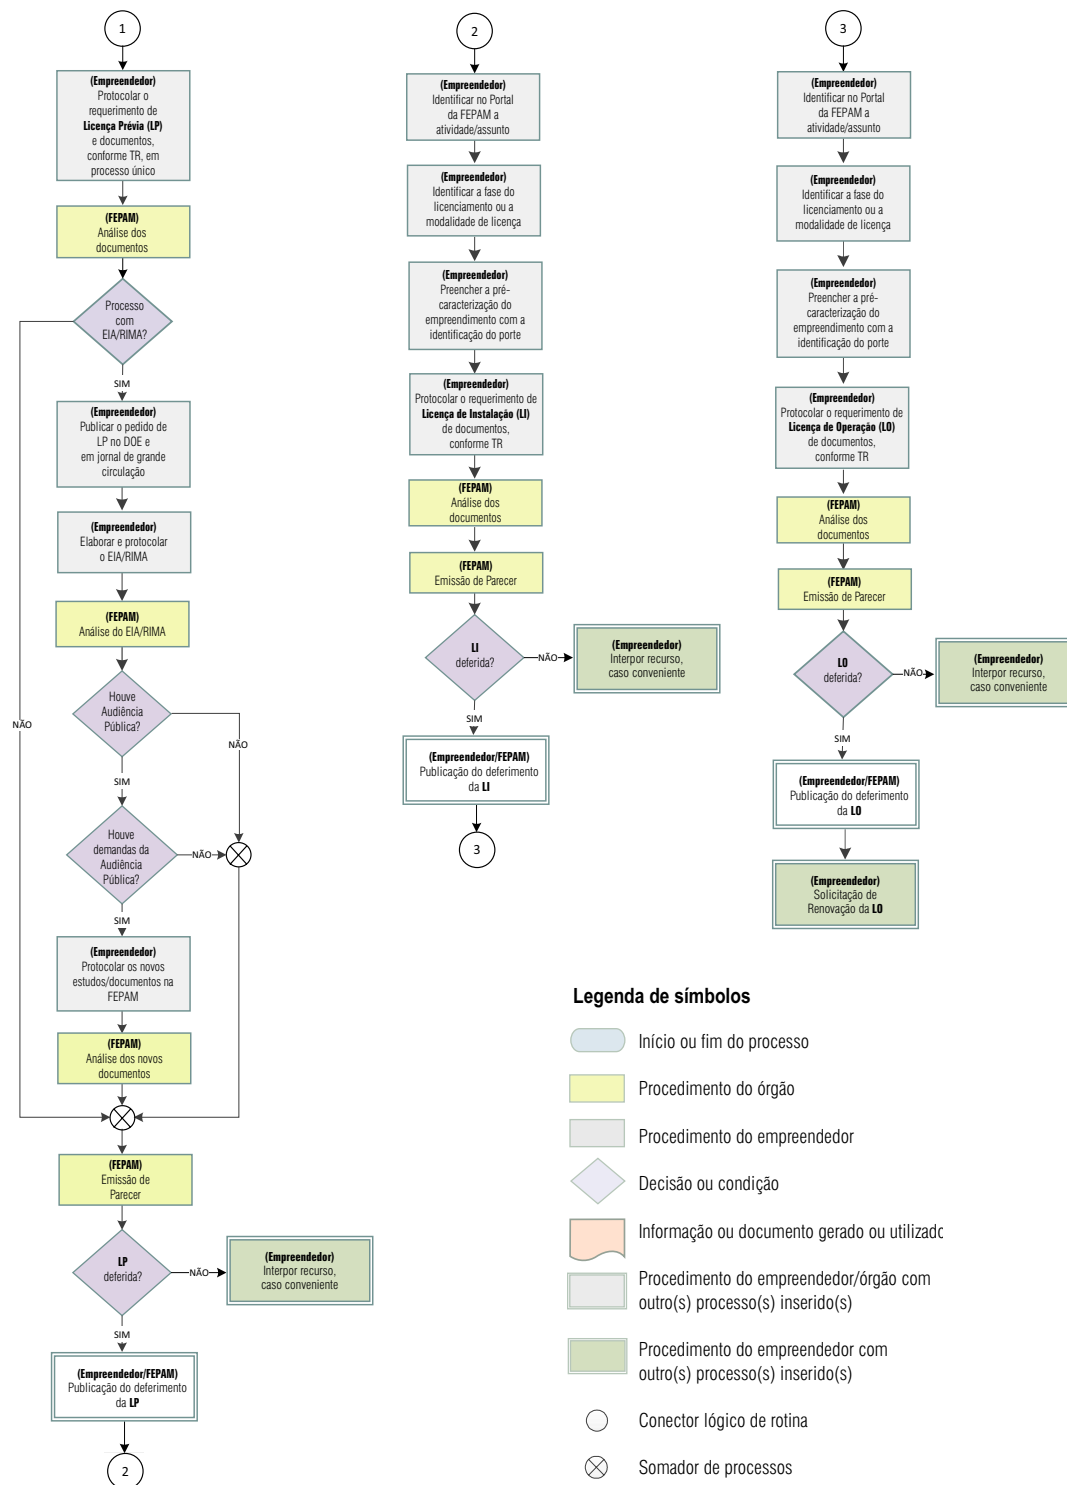 1
(Empreendedor)
Protocolar o
requerimento de
Licença Prévia (LP)
e documentos,
conforme TR, em
processo único
(FEPAM)
Análise dos
documentos
Processo
com
EIA/RIMA?
SIM
(Empreendedor)
Publicar o pedido de
LP no DOE e
em jornal de grande
circulação
(Empreendedor)
Elaborar e protocolar
o EIA/RIMA
(FEPAM)
Análise do EIA/RIMA
Houve
Audiência
Pública?
NÃO
NÃO
SIM
Houve
demandas da
Audiência
Pública?
NÃO
SIM
(Empreendedor)
Protocolar os novos
estudos/documentos na
FEPAM
(FEPAM)
Análise dos novos
documentos
(FEPAM)
Emissão de
Parecer
LP
deferida?
NÃO
(Empreendedor)
Interpor recurso,
caso conveniente
SIM
(Empreendedor/FEPAM)
Publicação do deferimento
da LP
2
2
(Empreendedor)
Identificar no Portal
da FEPAM a
atividade/assunto
(Empreendedor)
Identificar a fase do
licenciamento ou a
modalidade de licença
(Empreendedor)
Preencher a pré-
caracterização do
empreendimento com a
identificação do porte
(Empreendedor)
Protocolar o requerimento de
Licença de Instalação (LI)
de documentos,
conforme TR
(FEPAM)
Análise dos
documentos
(FEPAM)
Emissão de Parecer
LI
deferida?
NÃO
(Empreendedor)
Interpor recurso,
caso conveniente
SIM
(Empreendedor/FEPAM)
Publicação do deferimento
da LI
3
3
(Empreendedor)
Identificar no Portal
da FEPAM a
atividade/assunto
(Empreendedor)
Identificar a fase do
licenciamento ou a
modalidade de licença
(Empreendedor)
Preencher a pré-
caracterização do
empreendimento com a
identificação do porte
(Empreendedor)
Protocolar o requerimento de
Licença de Operação (LO)
de documentos,
conforme TR
(FEPAM)
Análise dos
documentos
(FEPAM)
Emissão de Parecer
LO
deferida?
NÃO
(Empreendedor)
Interpor recurso,
caso conveniente
SIM
(Empreendedor/FEPAM)
Publicação do deferimento
da LO
(Empreendedor)
Solicitação de
Renovação da LO
Legenda de símbolos
Início ou fim do processo
Procedimento do órgão
Procedimento do empreendedor
Decisão ou condição
Informação ou documento gerado ou utilizado
Procedimento do empreendedor/órgão com
outro(s) processo(s) inserido(s)
Procedimento do empreendedor com
outro(s) processo(s) inserido(s)
Conector lógico de rotina
Somador de processos